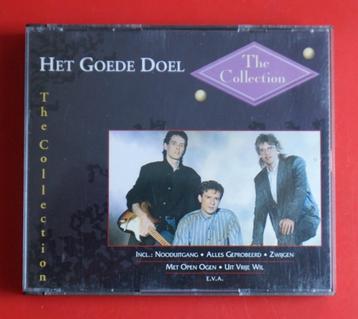 HET GOEDE DOEL
The
Collection
The Collection
INCL.: NOODUITGANG • ALLES GEPROBEERD • ZWIJGEN
MET OPEN OGEN • UIT VRIJE WIL
E.V.A.